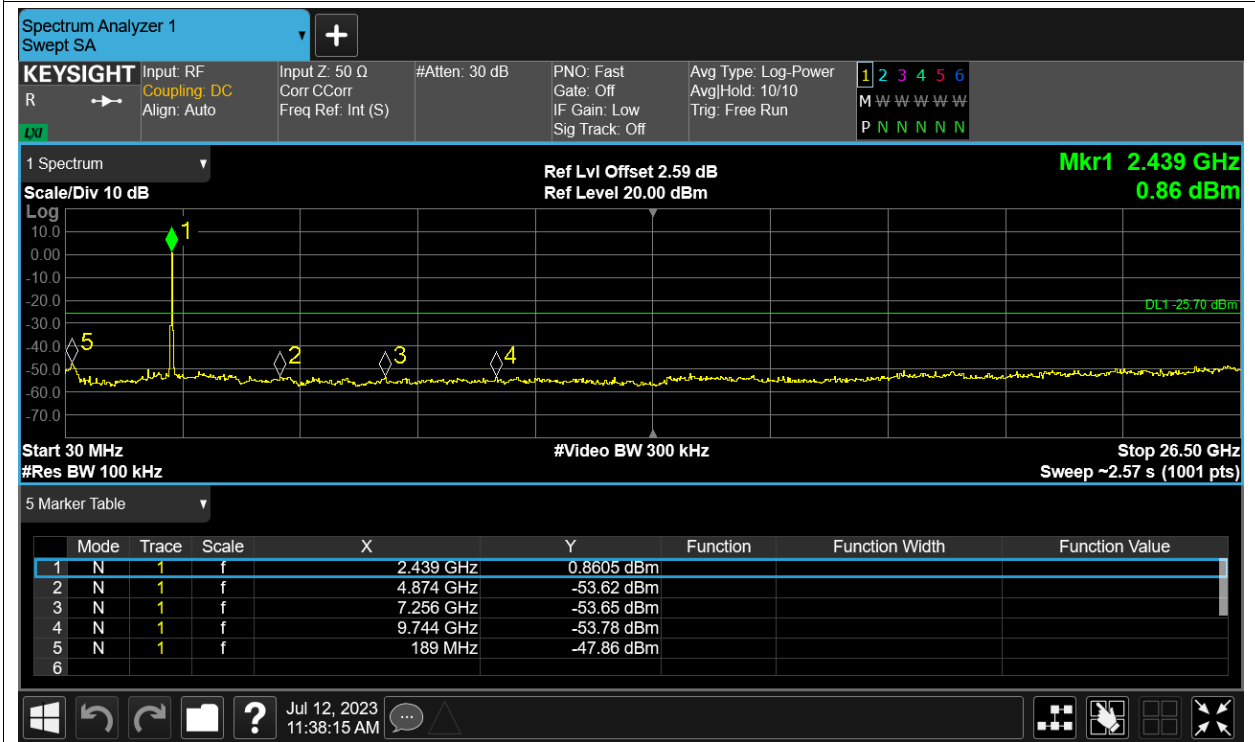 Spectrum Analyzer 1
Swept SA
+
KEYSIGHT Input: RF Input Z: 50 Ω #Atten: 30 dB PNO: Fast Avg Type: Log-Power 1 2 3 4 5 6
R Coupling: DC Corr CCorr Gate: Off Avg|Hold: 10/10 M W W W W W
Align: Auto Freq Ref: Int (S) IF Gain: Low Trig: Free Run
LXI Sig Track: Off P N N N N N
1 Spectrum Ref Lvl Offset 2.59 dB Mkr1 2.439 GHz
Scale/Div 10 dB Ref Level 20.00 dBm 0.86 dBm
Log
10.0 1
0.00
-10.0
-20.0 DL1 -25.70 dBm
-30.0
-40.0 5 2 3 4
-50.0
-60.0
-70.0
Start 30 MHz #Video BW 300 kHz Stop 26.50 GHz
#Res BW 100 kHz Sweep ~2.57 s (1001 pts)
5 Marker Table
Mode Trace Scale X Y Function Function Width Function Value
1 N 1 f 2.439 GHz 0.8605 dBm
2 N 1 f 4.874 GHz -53.62 dBm
3 N 1 f 7.256 GHz -53.65 dBm
4 N 1 f 9.744 GHz -53.78 dBm
5 N 1 f 189 MHz -47.86 dBm
6
? Jul 12, 2023
11:38:15 AM